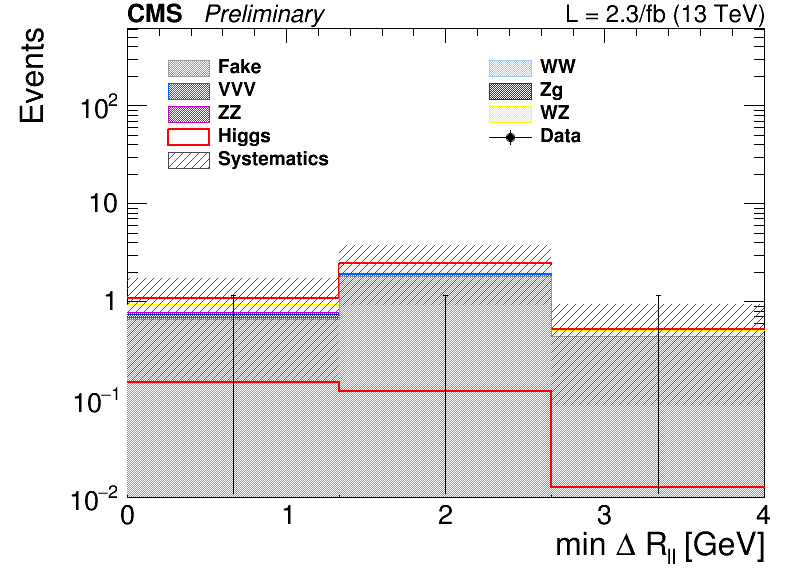 CMS Preliminary L = 2.3/fb (13 TeV)
Events
Fake WW
VVV Zg
ZZ WZ
Higgs Data
Systematics
10²
10
1
10⁻¹
10⁻²
0 1 2 3 4
min Δ R_ll [GeV]